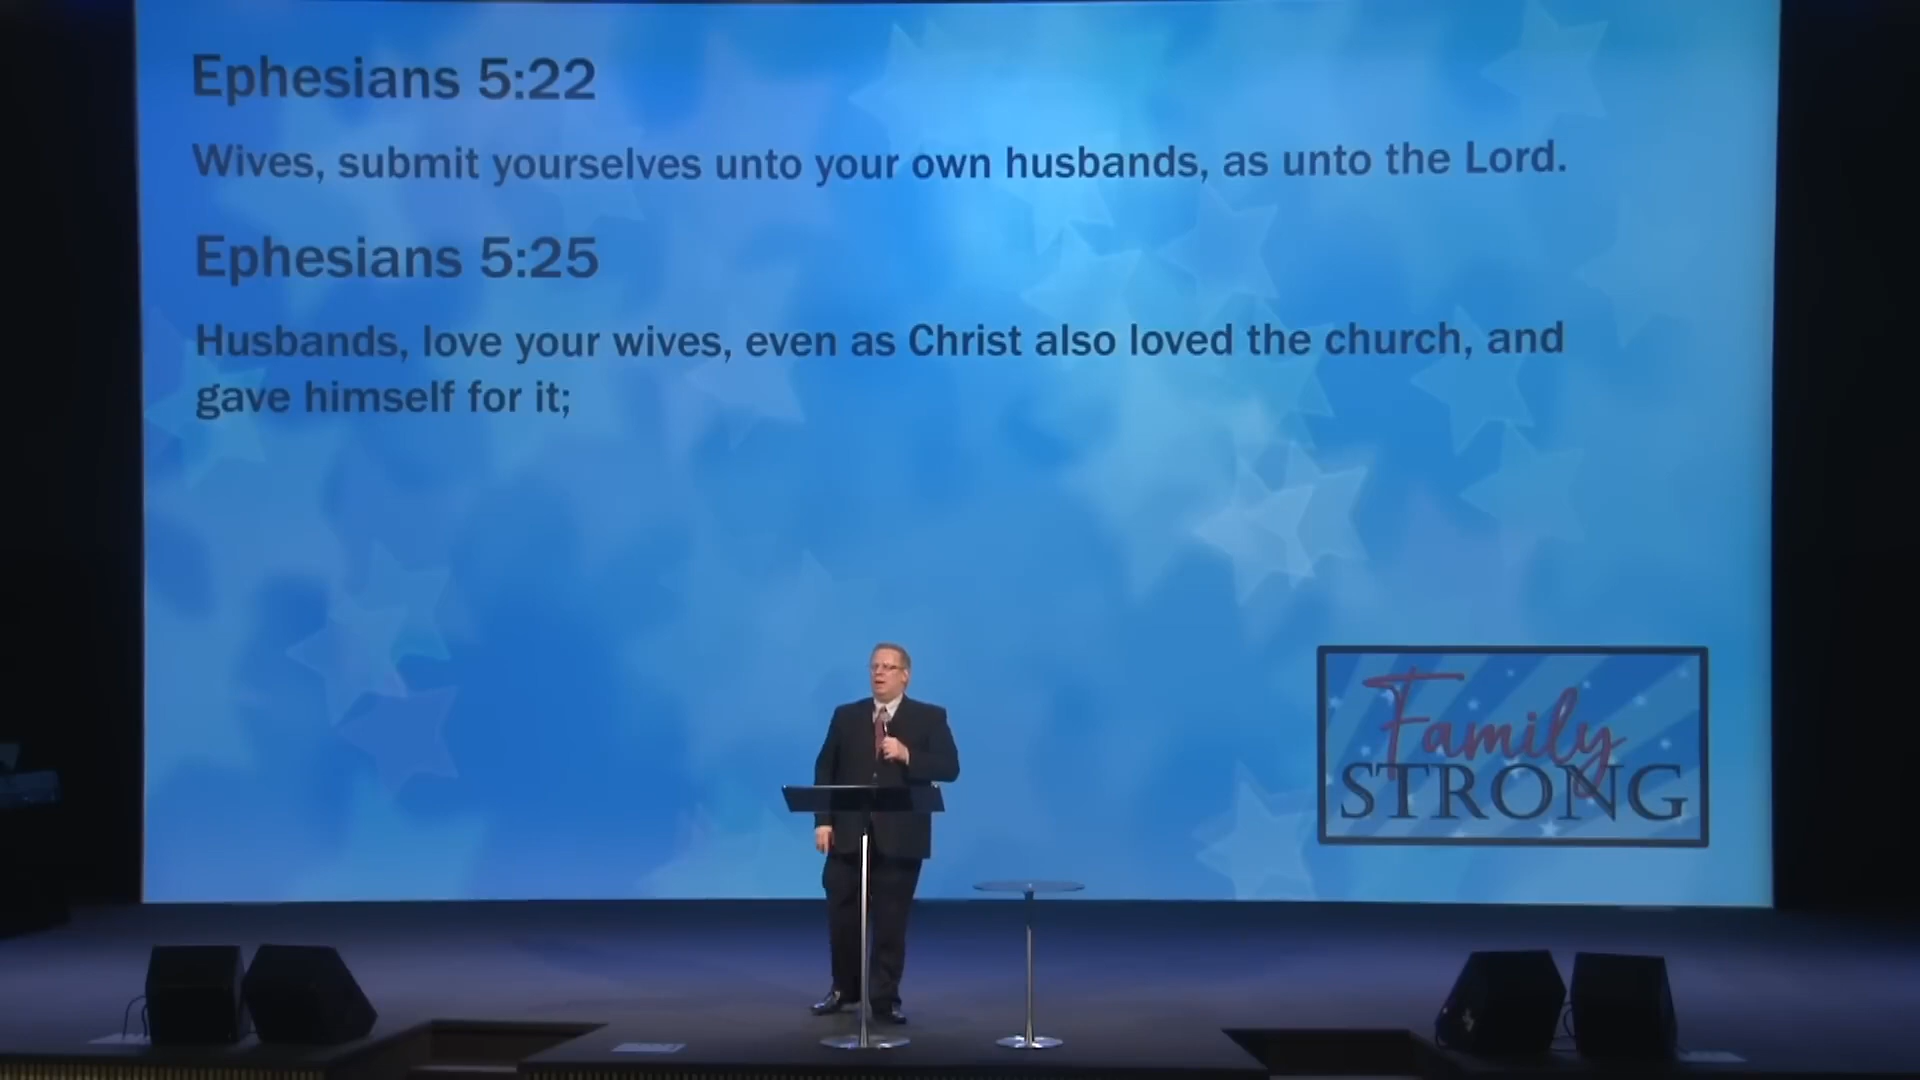 Ephesians 5:22
Wives, submit yourselves unto your own husbands, as unto the Lord.
Ephesians 5:25
Husbands, love your wives, even as Christ also loved the church, and
gave himself for it;
Family
STRONG